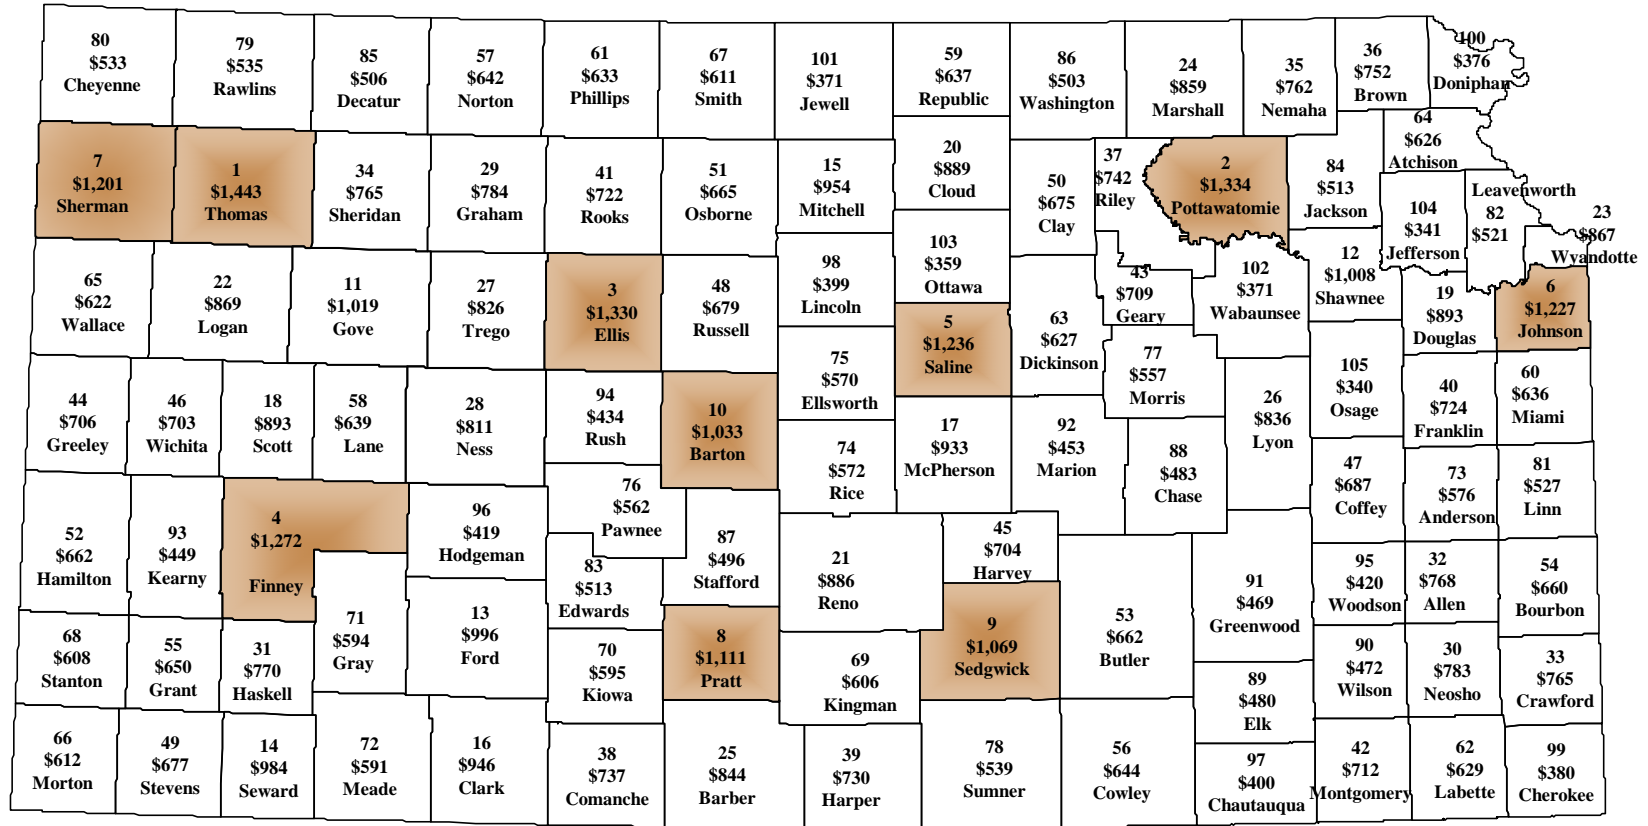 80
$533
Cheyenne
79
$535
Rawlins
85
$506
Decatur
57
$642
Norton
61
$633
Phillips
67
$611
Smith
101
$371
Jewell
59
$637
Republic
86
$503
Washington
24
$859
Marshall
35
$762
Nemaha
36
$752
Brown
100
$376
Doniphan
7
$1,201
Sherman
1
$1,443
Thomas
34
$765
Sheridan
29
$784
Graham
41
$722
Rooks
51
$665
Osborne
15
$954
Mitchell
20
$889
Cloud
50
$675
Clay
37
$742
Riley
2
$1,334
Pottawatomie
84
$513
Jackson
64
$626
Atchison
104
$341
Jefferson
Leavenworth
82
$521
23
$867
Wyandotte
65
$622
Wallace
22
$869
Logan
11
$1,019
Gove
27
$826
Trego
3
$1,330
Ellis
48
$679
Russell
98
$399
Lincoln
103
$359
Ottawa
5
$1,236
Saline
63
$627
Dickinson
43
$709
Geary
102
$371
Wabaunsee
12
$1,008
Shawnee
19
$893
Douglas
6
$1,227
Johnson
44
$706
Greeley
46
$703
Wichita
18
$893
Scott
58
$639
Lane
28
$811
Ness
94
$434
Rush
10
$1,033
Barton
75
$570
Ellsworth
77
$557
Morris
26
$836
Lyon
105
$340
Osage
40
$724
Franklin
60
$636
Miami
74
$572
Rice
17
$933
McPherson
92
$453
Marion
88
$483
Chase
47
$687
Coffey
73
$576
Anderson
81
$527
Linn
52
$662
Hamilton
93
$449
Kearny
4
$1,272
Finney
96
$419
Hodgeman
76
$562
Pawnee
87
$496
Stafford
21
$886
Reno
45
$704
Harvey
83
$513
Edwards
71
$594
Gray
13
$996
Ford
53
$662
Butler
91
$469
Greenwood
95
$420
Woodson
32
$768
Allen
54
$660
Bourbon
68
$608
Stanton
55
$650
Grant
31
$770
Haskell
70
$595
Kiowa
8
$1,111
Pratt
69
$606
Kingman
9
$1,069
Sedgwick
89
$480
Elk
90
$472
Wilson
30
$783
Neosho
33
$765
Crawford
66
$612
Morton
49
$677
Stevens
14
$984
Seward
72
$591
Meade
16
$946
Clark
38
$737
Comanche
25
$844
Barber
39
$730
Harper
78
$539
Sumner
56
$644
Cowley
97
$400
Chautauqua
42
$712
Montgomery
62
$629
Labette
99
$380
Cherokee